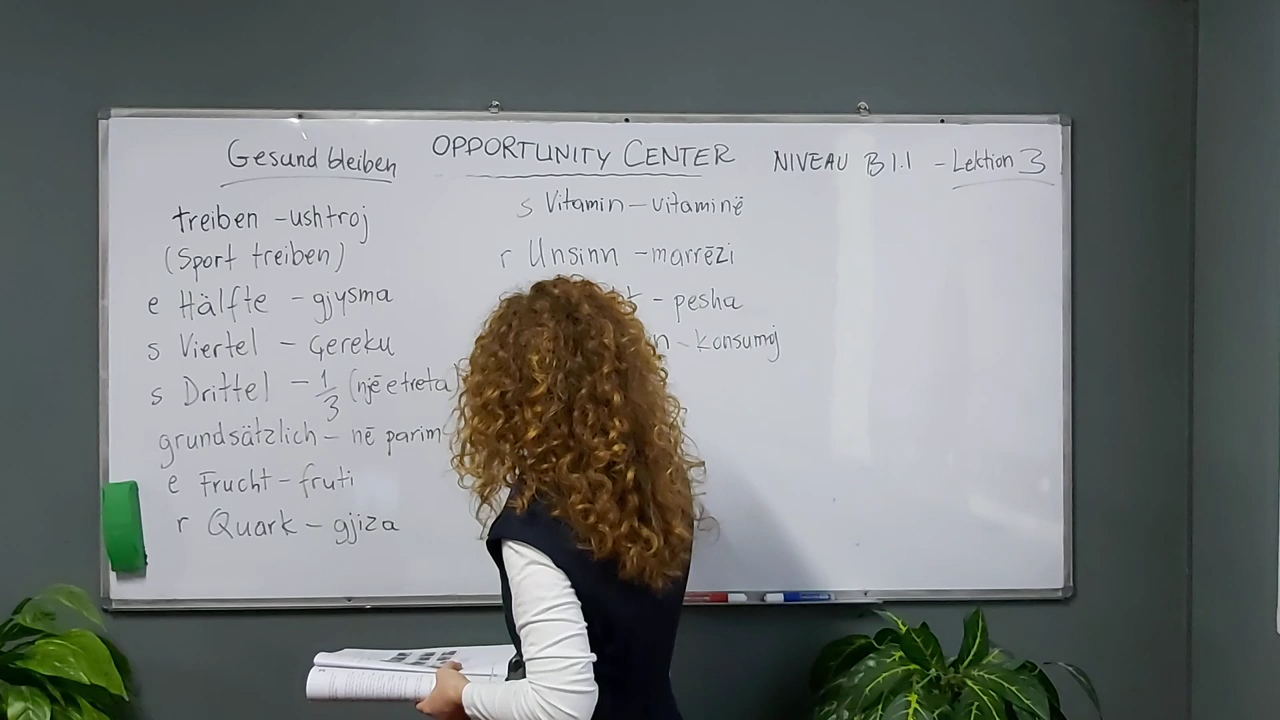 Gesund bleiben
OPPORTUNITY CENTER
NIVEAU B1.1 - Lektion 3
treiben - ushtroj
(Sport treiben)
e Hälfte - gjysma
s Viertel - çereku
s Drittel - 1/3 (një e treta)
grundsätzlich - në parim
e Frucht - fruti
r Quark - gjiza
s Vitamin - vitaminë
r Unsinn - marrëzi
- pesha
- konsumoj